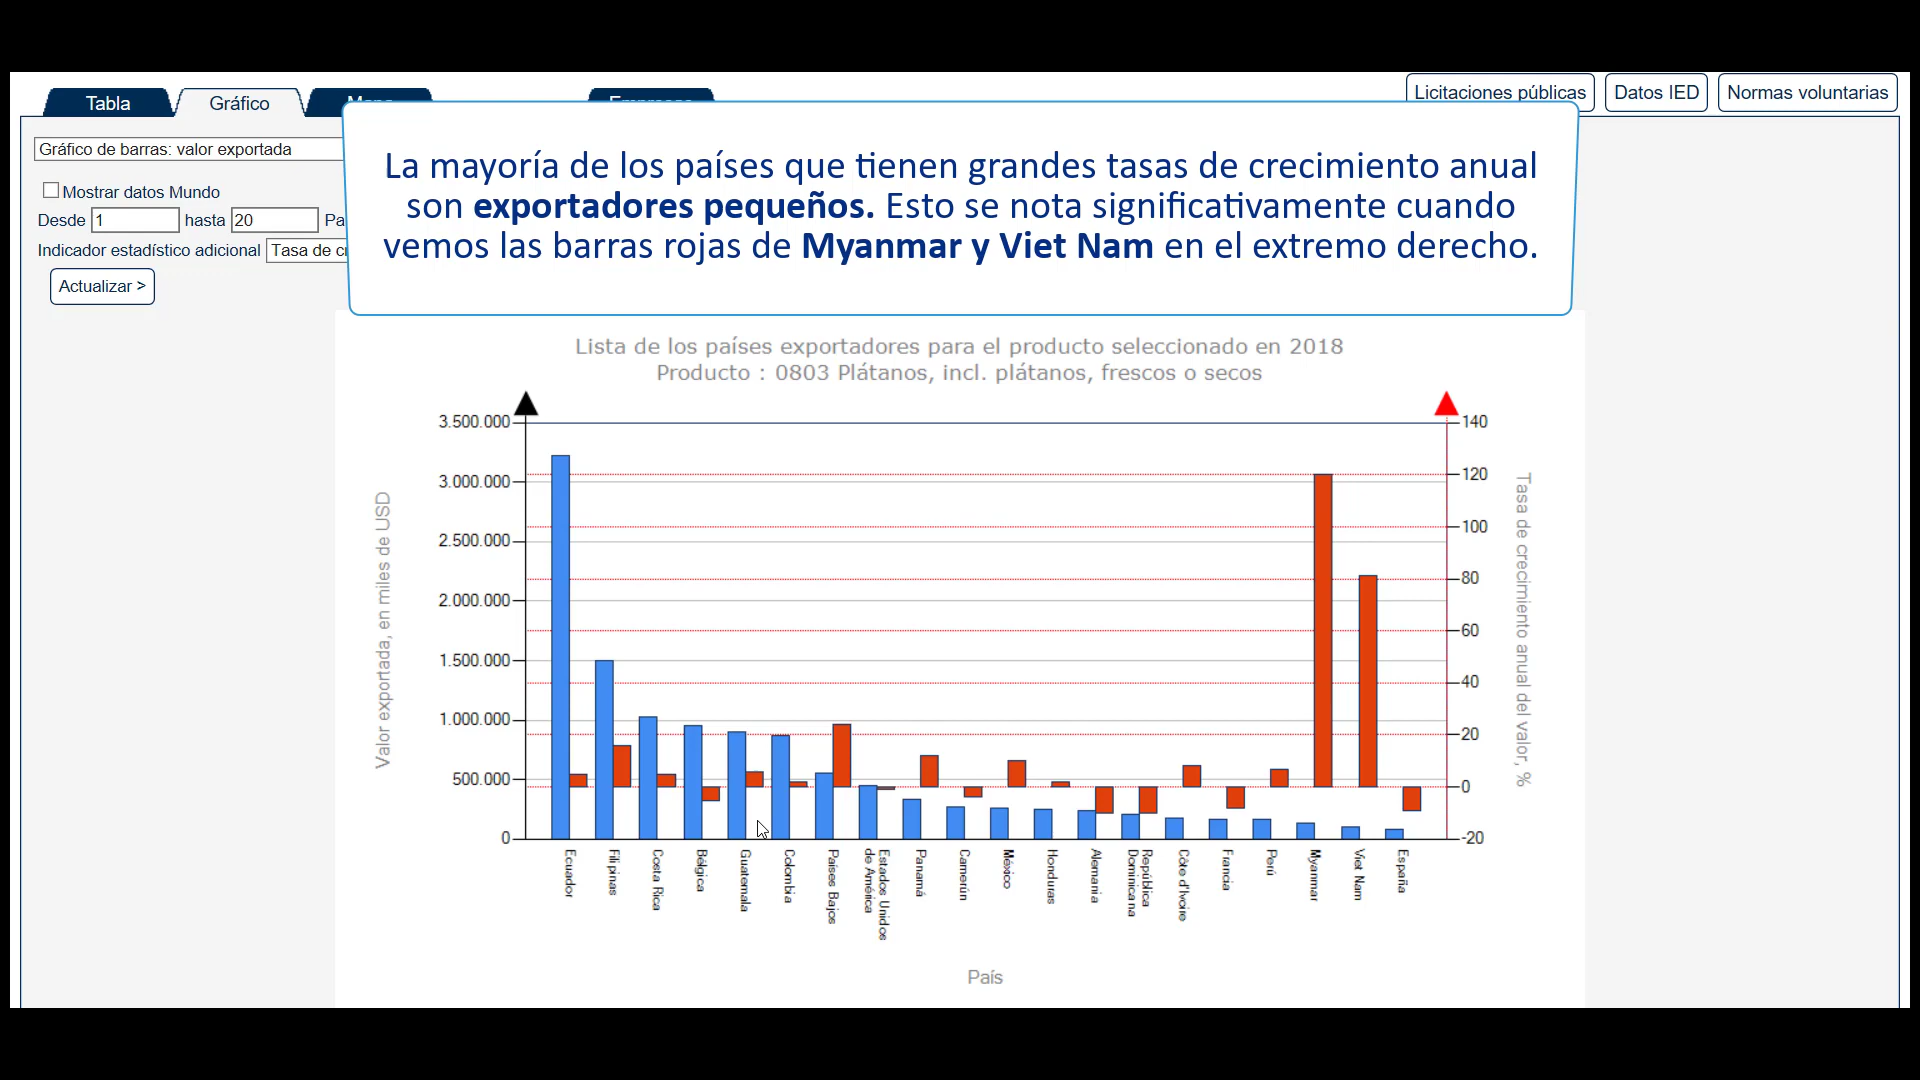 Tabla
Gráfico
Licitaciones públicas
Datos IED
Normas voluntarias
Gráfico de barras: valor exportada
Mostrar datos Mundo
Desde 1 hasta 20 Pa
Indicador estadístico adicional Tasa de c
Actualizar >
La mayoría de los países que tienen grandes tasas de crecimiento anual
son exportadores pequeños. Esto se nota significativamente cuando
vemos las barras rojas de Myanmar y Viet Nam en el extremo derecho.
Lista de los países exportadores para el producto seleccionado en 2018
Producto : 0803 Plátanos, incl. plátanos, frescos o secos
Valor exportada, en miles de USD
3.500.000
3.000.000
2.500.000
2.000.000
1.500.000
1.000.000
500.000
0
140
120
100
80
60
40
20
0
-20
Tasa de crecimiento anual del valor, %
Ecuador
Filipinas
Costa Rica
Bélgica
Guatemala
Colombia
Países Bajos
Estados Unidos
de América
Panamá
Camerún
México
Honduras
Alemania
República
Dominicana
Côte d'Ivoire
Francia
Perú
Myanmar
Viet Nam
España
País